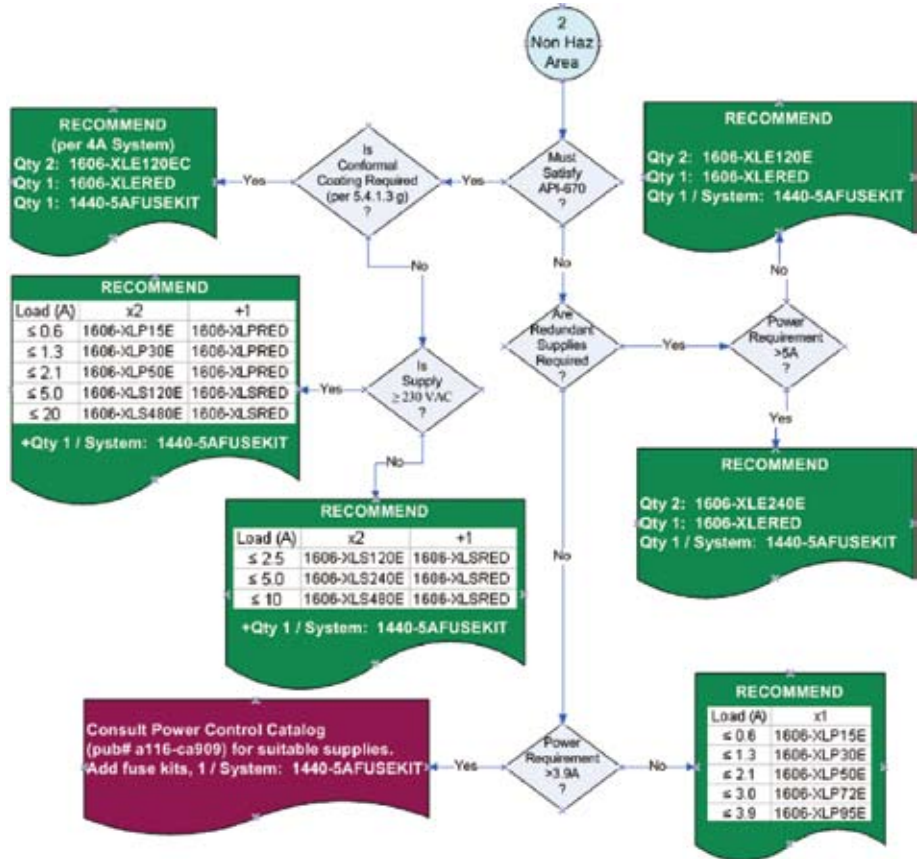 2
Non Haz
Area
RECOMMEND
(per 4A System)
Qty 2: 1606-XLE120EC
Qty 1: 1606-XLERED
Qty 1: 1440-5AFUSEKIT
Yes
Is
Conformal
Coating Required
(per 5.4.1.3 g)
?
Yes
Must
Satisfy
API-670
?
RECOMMEND
Qty 2: 1606-XLE120E
Qty 1: 1606-XLERED
Qty 1 / System: 1440-5AFUSEKIT
No
No
No
RECOMMEND
Load (A) x2 +1
≤ 0.6 1606-XLP15E 1606-XLPRED
≤ 1.3 1606-XLP30E 1606-XLPRED
≤ 2.1 1606-XLP50E 1606-XLPRED
≤ 5.0 1606-XLS120E 1606-XLSRED
≤ 20 1606-XLS480E 1606-XLSRED
+Qty 1 / System: 1440-5AFUSEKIT
Yes
Is
Supply
≥ 230 VAC
?
Are
Redundant
Supplies
Required
?
Yes
Power
Requirement
>5A
?
Yes
No
RECOMMEND
Load (A) x2 +1
≤ 2.5 1606-XLS120E 1606-XLSRED
≤ 5.0 1606-XLS240E 1606-XLSRED
≤ 10 1606-XLS480E 1606-XLSRED
+Qty 1 / System: 1440-5AFUSEKIT
No
RECOMMEND
Qty 2: 1606-XLE240E
Qty 1: 1606-XLERED
Qty 1 / System: 1440-5AFUSEKIT
Consult Power Control Catalog
(pub# a116-ca909) for suitable supplies.
Add fuse kits, 1 / System: 1440-5AFUSEKIT
Yes
Power
Requirement
>3.9A
?
No
RECOMMEND
Load (A) x1
≤ 0.6 1606-XLP15E
≤ 1.3 1606-XLP30E
≤ 2.1 1606-XLP50E
≤ 3.0 1606-XLP72E
≤ 3.9 1606-XLP95E